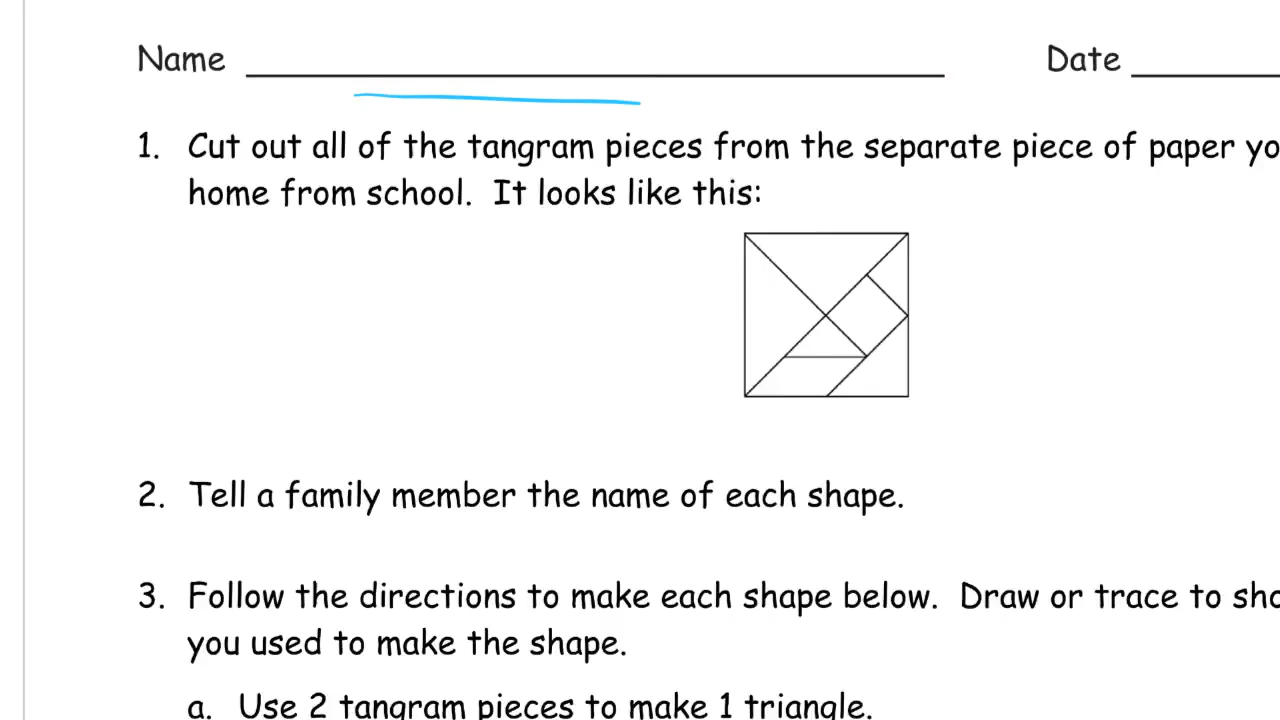 Name Date
1. Cut out all of the tangram pieces from the separate piece of paper
home from school. It looks like this:
2. Tell a family member the name of each shape.
3. Follow the directions to make each shape below. Draw or trace to
you used to make the shape.
a. Use 2 tangram pieces to make 1 triangle.